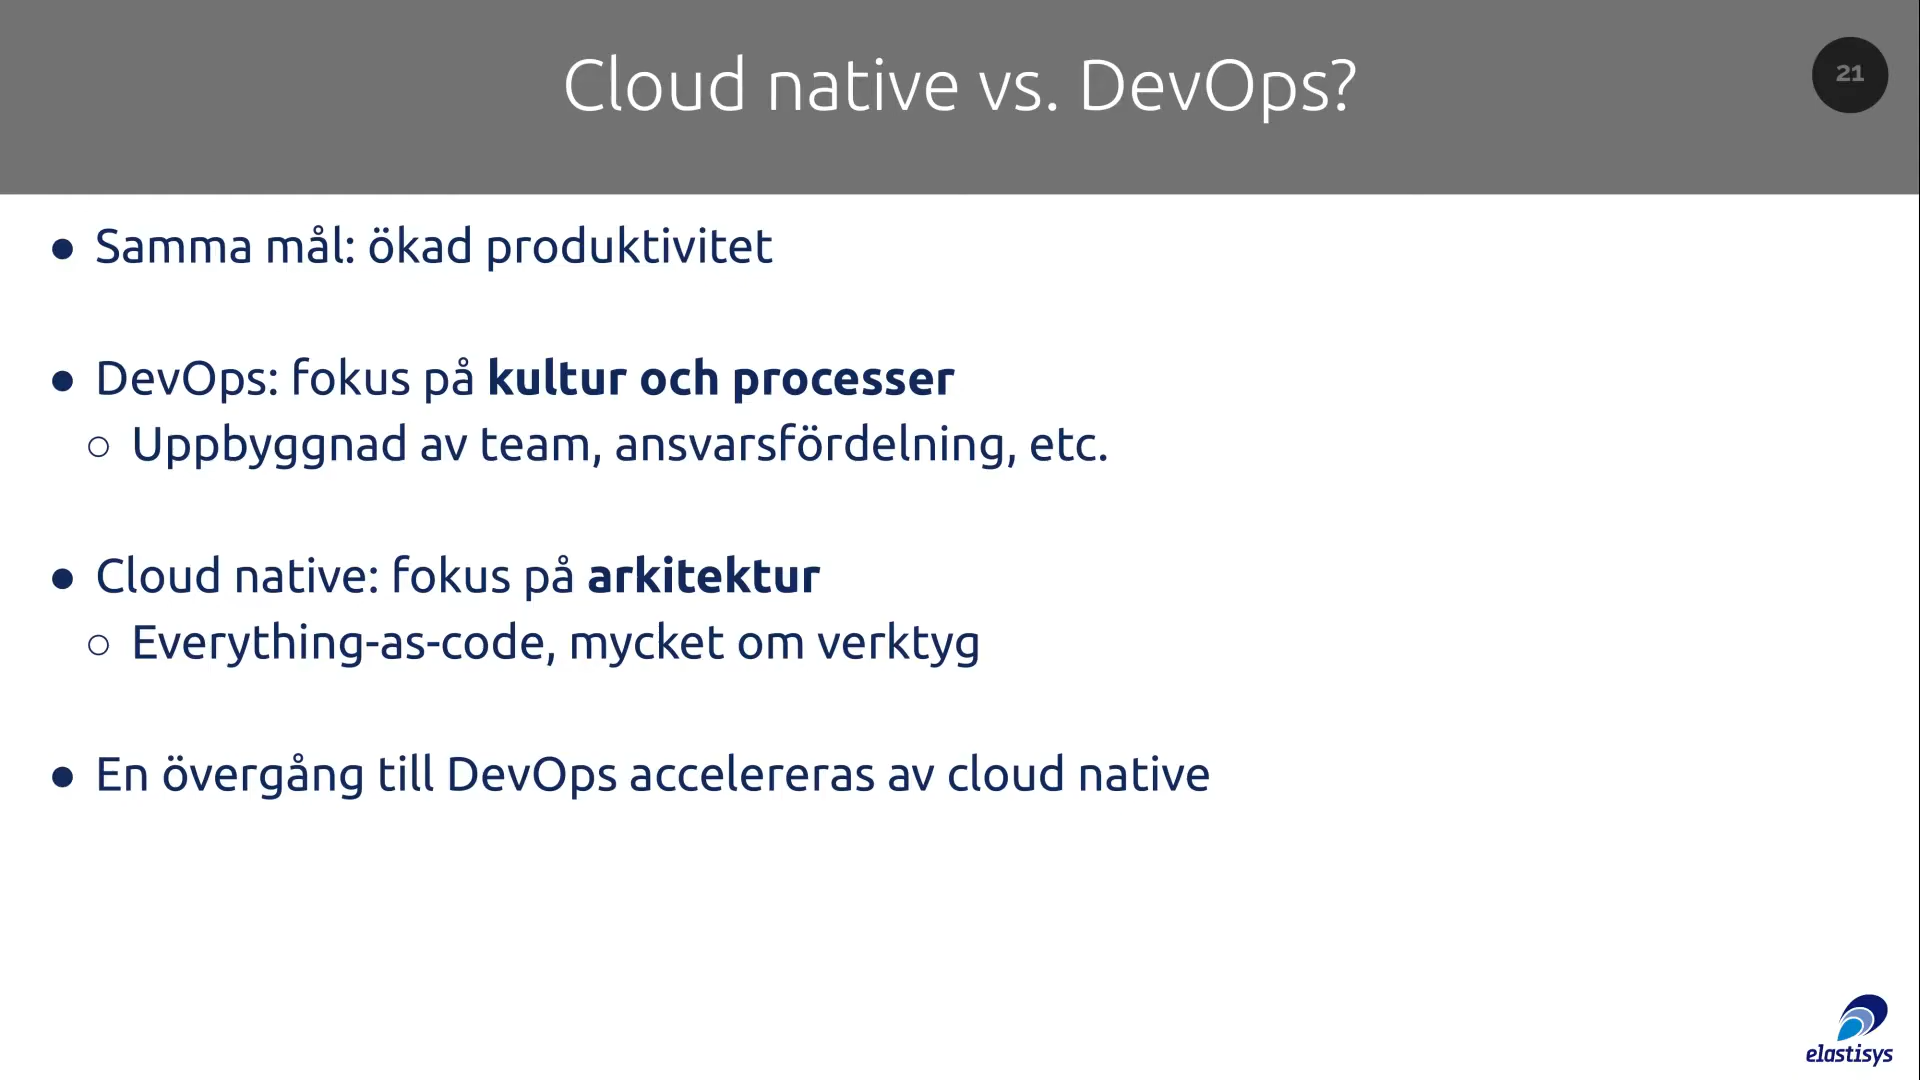 Cloud native vs. DevOps?
21
● Samma mål: ökad produktivitet
● DevOps: fokus på kultur och processer
○ Uppbyggnad av team, ansvarsfördelning, etc.
● Cloud native: fokus på arkitektur
○ Everything-as-code, mycket om verktyg
● En övergång till DevOps accelereras av cloud native
elastisys